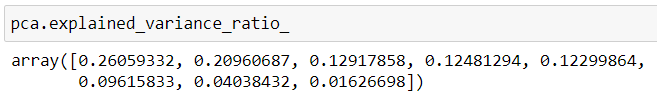 pca.explained_variance_ratio_
array([0.26059332, 0.20960687, 0.12917858, 0.12481294, 0.12299864,
0.09615833, 0.04038432, 0.01626698])